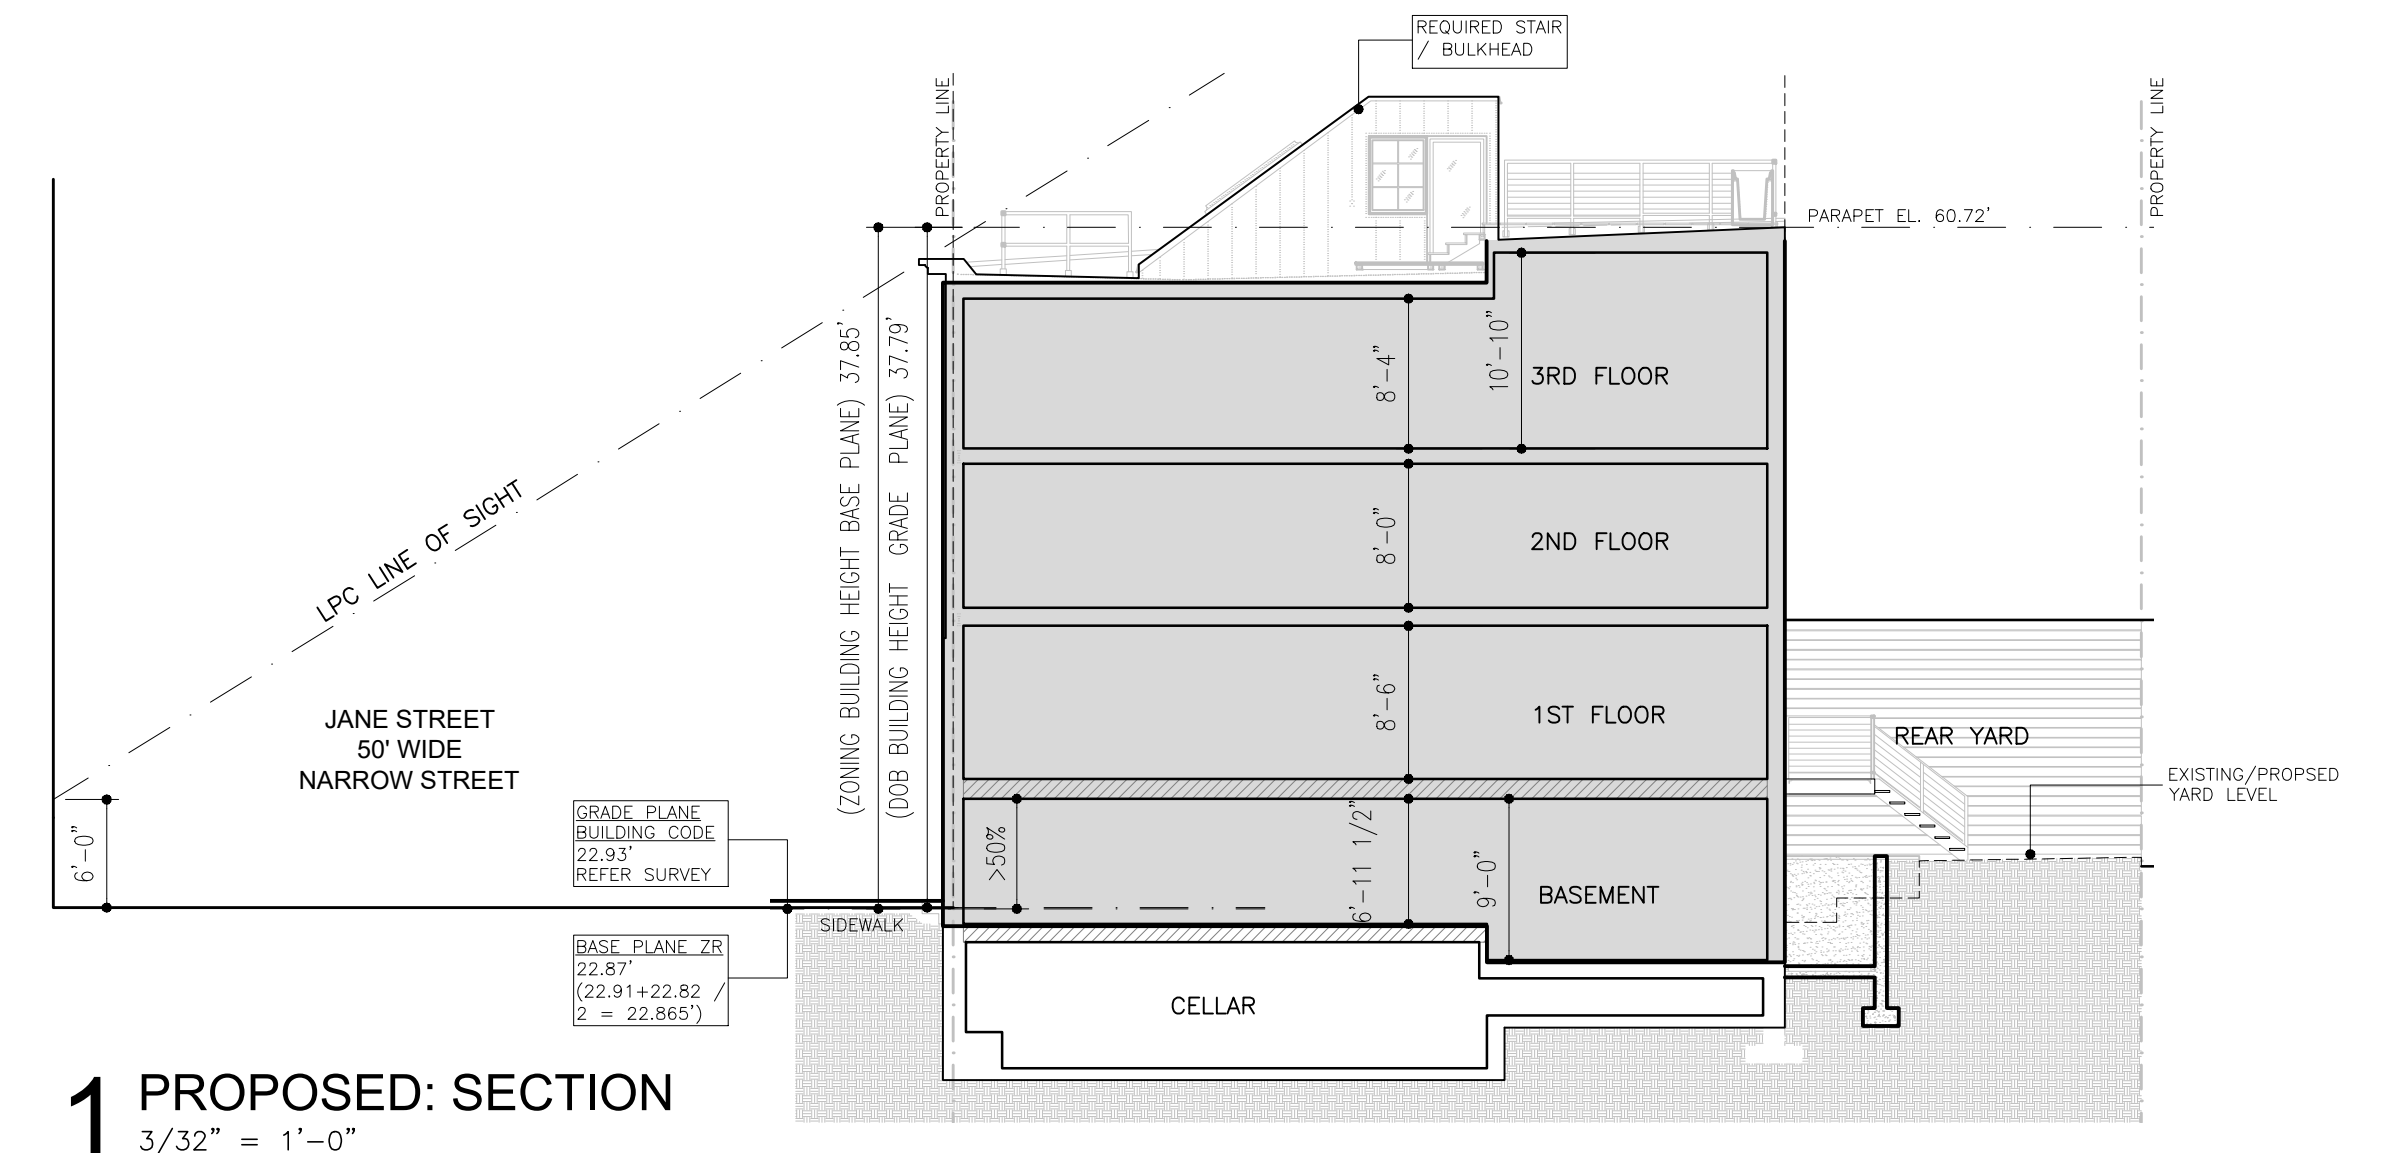 REQUIRED STAIR
/ BULKHEAD
PROPERTY LINE
PROPERTY LINE
PARAPET EL. 60.72'
(ZONING BUILDING HEIGHT BASE PLANE) 37.85'
(DOB BUILDING HEIGHT GRADE PLANE) 37.79'
8'-4"
10'-10"
3RD FLOOR
LPC LINE OF SIGHT
8'-0"
2ND FLOOR
8'-6"
1ST FLOOR
JANE STREET
50' WIDE
NARROW STREET
REAR YARD
EXISTING/PROPSED
YARD LEVEL
6'-0"
GRADE PLANE
BUILDING CODE
22.93'
REFER SURVEY
>50%
6'-11 1/2"
9'-0"
BASEMENT
SIDEWALK
BASE PLANE ZR
22.87'
(22.91+22.82 /
2 = 22.865')
CELLAR
1 PROPOSED: SECTION
3/32" = 1'-0"